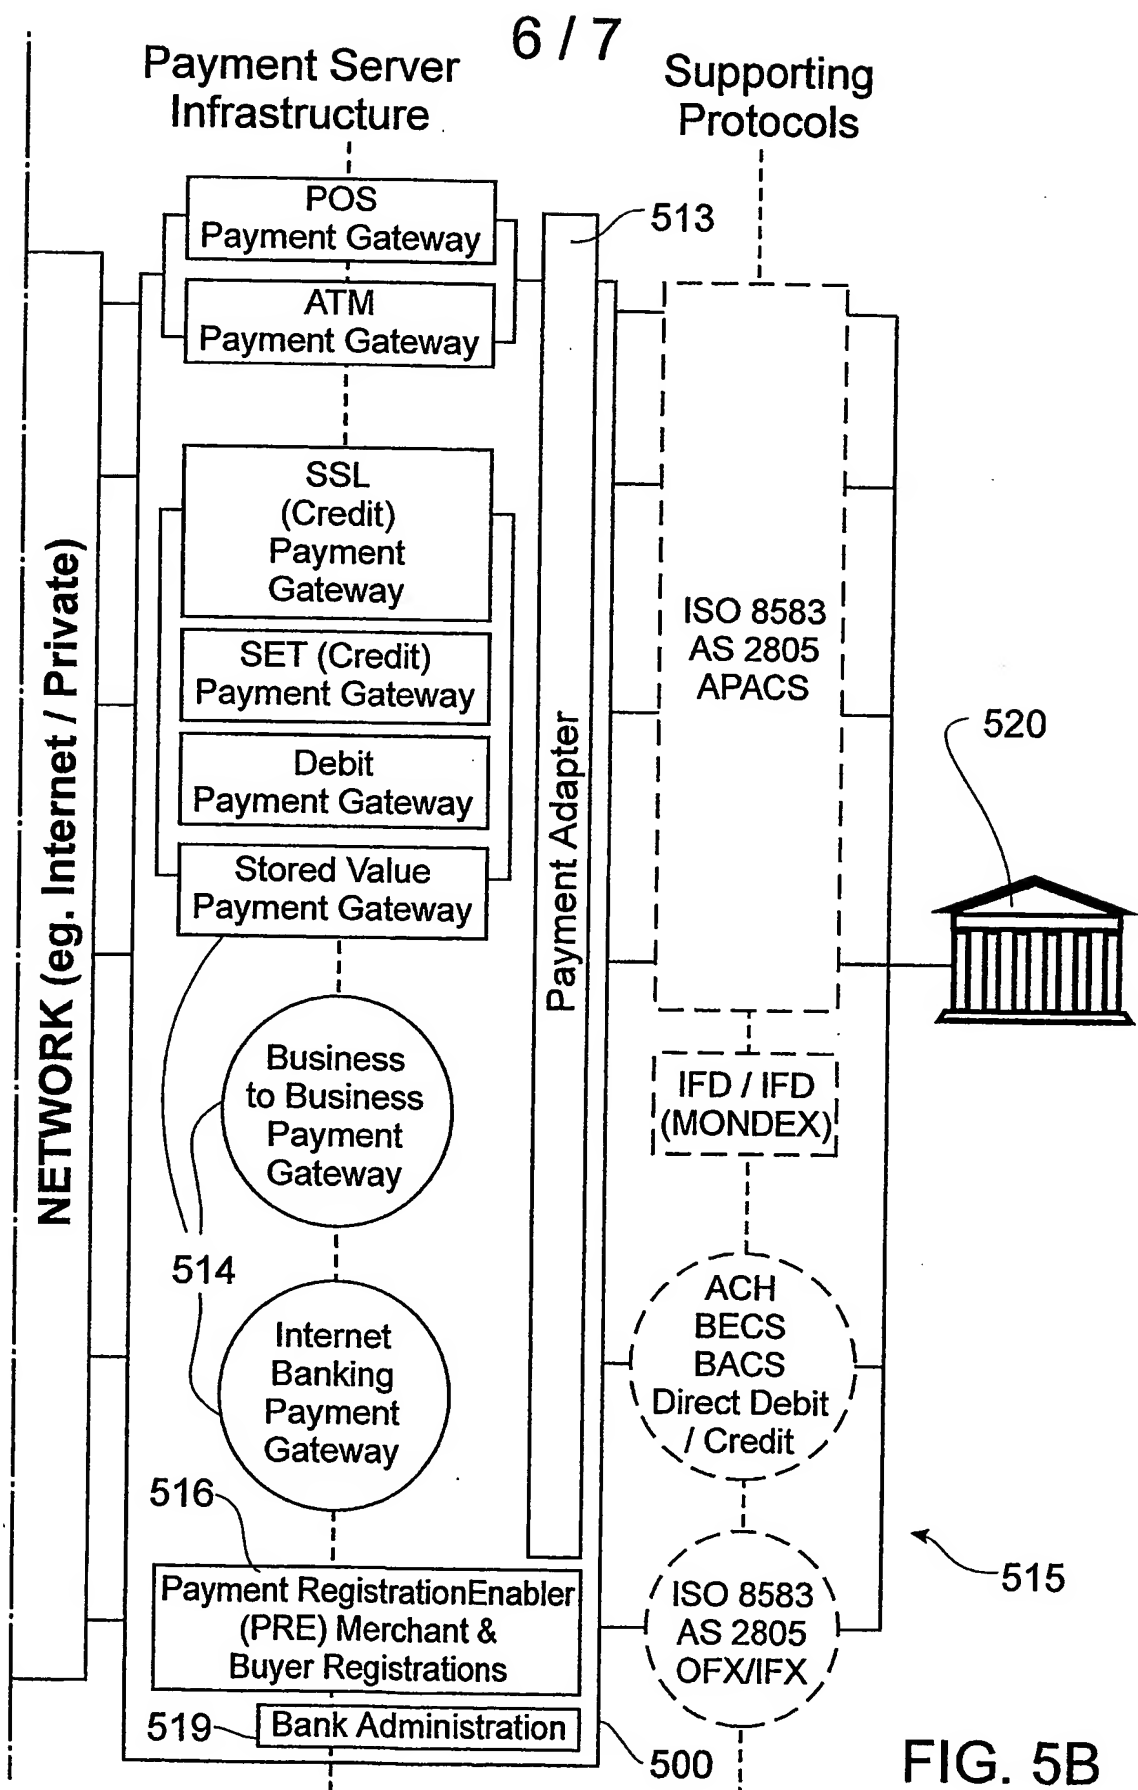 6 / 7
Payment Server
Infrastructure
Supporting
Protocols
POS
Payment Gateway
513
ATM
Payment Gateway
SSL
(Credit)
Payment
Gateway
SET (Credit)
Payment Gateway
Debit
Payment Gateway
Stored Value
Payment Gateway
NETWORK (eg. Internet / Private)
Payment Adapter
ISO 8583
AS 2805
APACS
520
Business
to Business
Payment
Gateway
IFD / IFD
(MONDEX)
514
Internet
Banking
Payment
Gateway
ACH
BECS
BACS
Direct Debit
/ Credit
516
Payment RegistrationEnabler
(PRE) Merchant &
Buyer Registrations
ISO 8583
AS 2805
OFX/IFX
515
519
Bank Administration
500
FIG. 5B